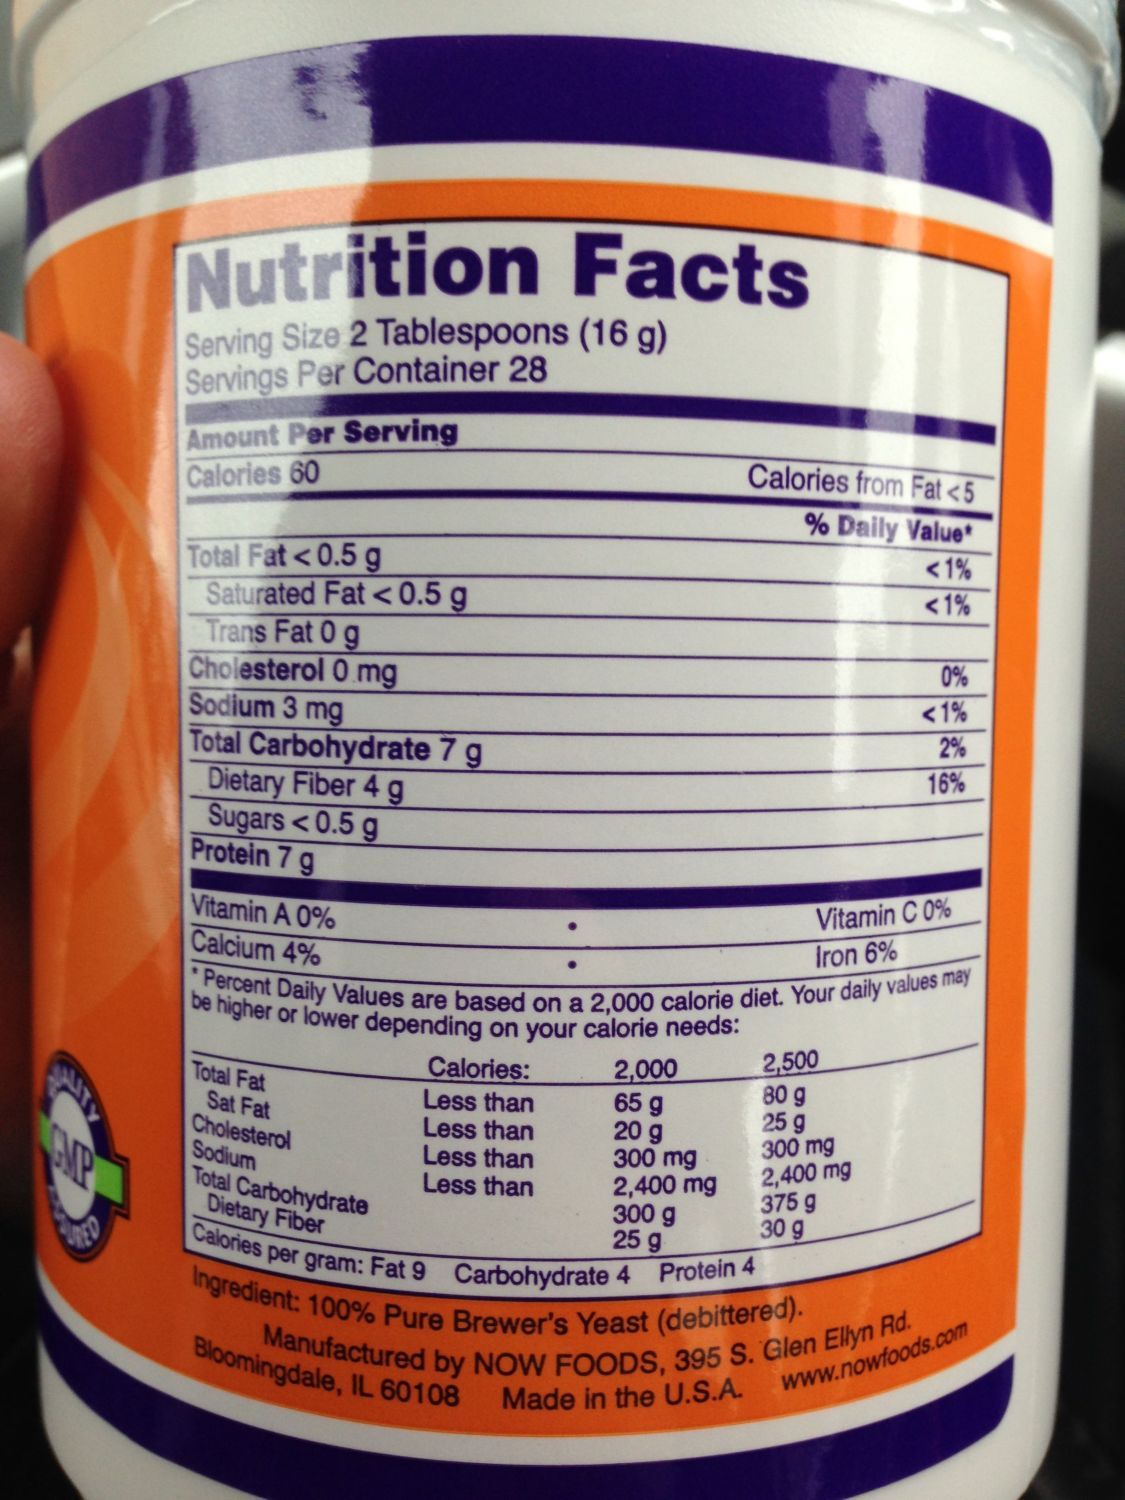 Nutrition Facts
Serving Size 2 Tablespoons (16 g)
Servings Per Container 28
Amount Per Serving
Calories 60 Calories from Fat < 5
% Daily Value*
Total Fat < 0.5 g <1%
Saturated Fat < 0.5 g <1%
Trans Fat 0 g
Cholesterol 0 mg 0%
Sodium 3 mg <1%
Total Carbohydrate 7 g 2%
Dietary Fiber 4 g 16%
Sugars < 0.5 g
Protein 7 g
Vitamin A 0% • Vitamin C 0%
Calcium 4% • Iron 6%
* Percent Daily Values are based on a 2,000 calorie diet. Your daily values may
be higher or lower depending on your calorie needs:
Calories: 2,000 2,500
Total Fat Less than 65 g 80 g
Sat Fat Less than 20 g 25 g
Cholesterol Less than 300 mg 300 mg
Sodium Less than 2,400 mg 2,400 mg
Total Carbohydrate 300 g 375 g
Dietary Fiber 25 g 30 g
Calories per gram: Fat 9 Carbohydrate 4 Protein 4
QUALITY
GMP
ASSURED
Ingredient: 100% Pure Brewer's Yeast (debittered).
Manufactured by NOW FOODS, 395 S. Glen Ellyn Rd.
Bloomingdale, IL 60108 Made in the U.S.A. www.nowfoods.com